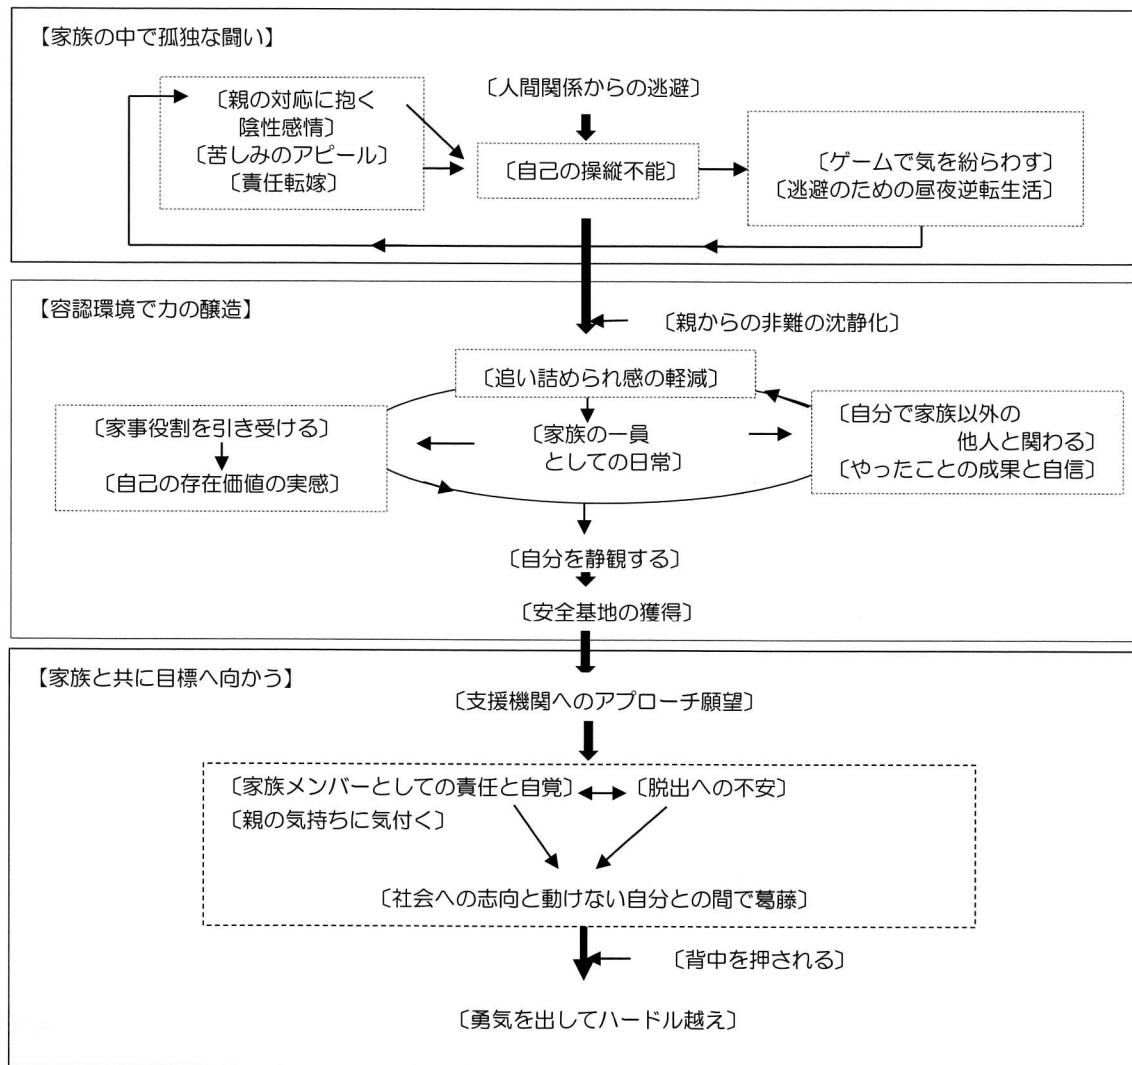 【家族の中で孤独な闘い】
〔人間関係からの逃避〕
〔親の対応に抱く
陰性感情〕
〔苦しみのアピール〕
〔責任転嫁〕
〔自己の操縦不能〕
〔ゲームで気を紛らわす〕
〔逃避のための昼夜逆転生活〕
【容認環境で力の醸造】
〔親からの非難の沈静化〕
〔追い詰められ感の軽減〕
〔家事役割を引き受ける〕
〔自己の存在価値の実感〕
〔家族の一員
としての日常〕
〔自分で家族以外の
他人と関わる〕
〔やったことの成果と自信〕
〔自分を静観する〕
〔安全基地の獲得〕
【家族と共に目標へ向かう】
〔支援機関へのアプローチ願望〕
〔家族メンバーとしての責任と自覚〕
〔脱出への不安〕
〔親の気持ちに気付く〕
〔社会への志向と動けない自分との間で葛藤〕
〔背中を押される〕
〔勇気を出してハードル越え〕